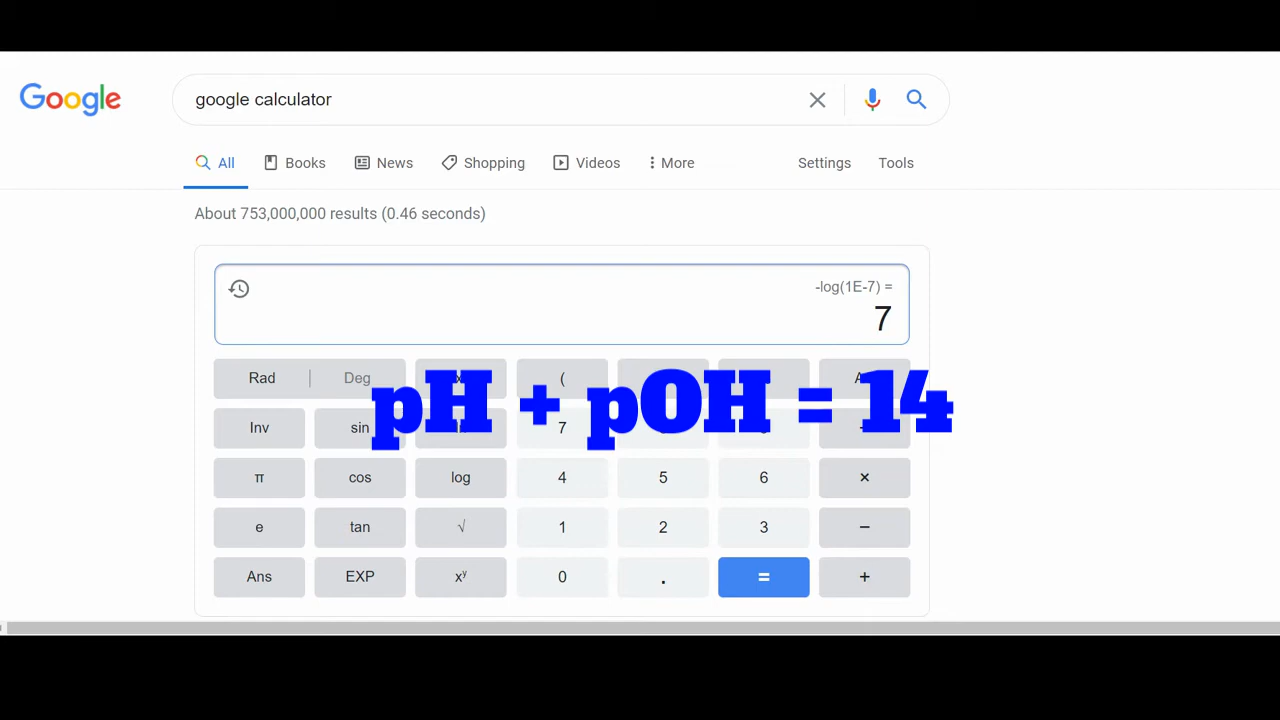 Google
google calculator
All Books News Shopping Videos More Settings Tools
About 753,000,000 results (0.46 seconds)
-log(1E-7) =
7
Rad Deg (
pH + pOH = 14
Inv sin 7
π cos log 4 5 6 ×
e tan √ 1 2 3 −
Ans EXP xʸ 0 . = +